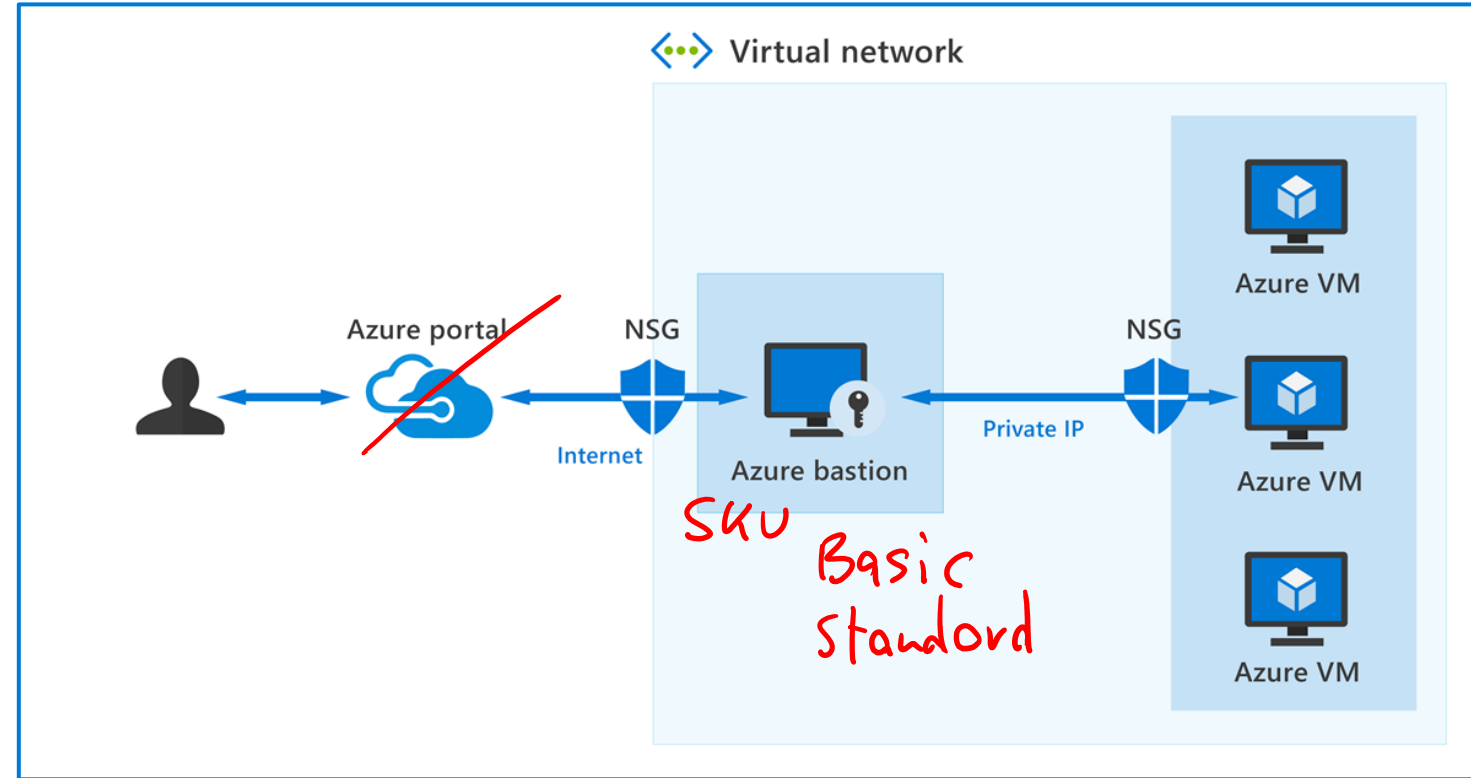 Virtual network
Azure VM
Azure portal
NSG
NSG
Internet
Azure bastion
Private IP
Azure VM
SKU
Basic
Standord
Azure VM